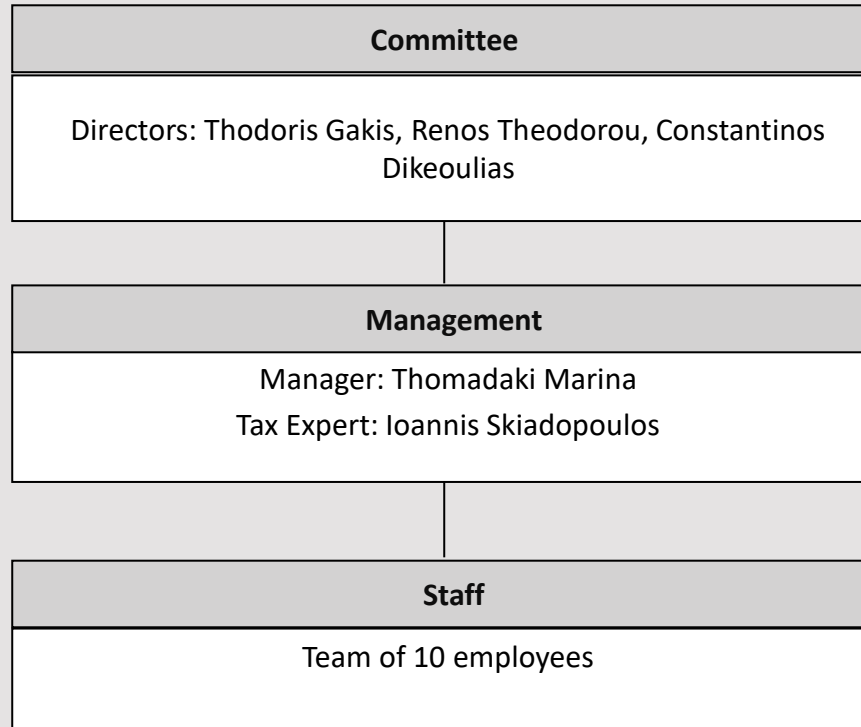 Committee
Directors: Thodoris Gakis, Renos Theodorou, Constantinos
Dikeoulias
Management
Manager: Thomadaki Marina
Tax Expert: Ioannis Skiadopoulos
Staff
Team of 10 employees